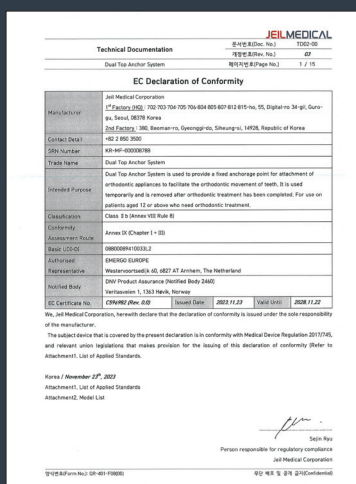 JEILMEDICAL
Technical Documentation
문서번호(Doc. No.)
TD02-00
개정번호(Rev. No.)
03
Dual Top Anchor System
페이지번호(Page No.)
1 / 15
EC Declaration of Conformity
Manufacturer
Jeil Medical Corporation
1st Factory (HQ) : 702·703·704·705·706·804·805·807·812·815-ho, 55, Digital-ro 34-gil, Guro-
gu, Seoul, 08378 Korea
2nd Factory : 380, Beoman-ro, Gyeonggi-do, Siheung-si, 14928, Republic of Korea
Contact Detail
+82 2 850 3500
SRN Number
KR-MF-000008788
Trade Name
Dual Top Anchor System
Intended Purpose
Dual Top Anchor System is used to provide a fixed anchorage point for attachment of
orthodontic appliances to facilitate the orthodontic movement of teeth. It is used
temporarily and is removed after orthodontic treatment has been completed. For use on
patients aged 12 or above who need orthodontic treatment.
Classification
Class II b (Annex VIII Rule 8)
Conformity
Assessment Route
Annex IX (Chapter I + III)
Basic UDI-DI
08800089410033L2
Authorised
Representative
EMERGO EUROPE
Westervoortsedijk 60, 6827 AT Arnhem, The Netherland
Notified Body
DNV Product Assurance (Notified Body 2460)
Veritasveien 1, 1363 Høvik, Norway
EC Certificate No.
C596982 (Rev. 0.0)
Issued Date
2023.11.23
Valid Until
2028.11.22
We, Jeil Medical Corporation, herewith declare that the declaration of conformity is issued under the sole responsibility
of the manufacturer.
The subject device that is covered by the present declaration is in conformity with Medical Device Regulation 2017/745,
and relevant union legislations that makes provision for the issuing of this declaration of conformity (Refer to
Attachment1. List of Applied Standards.
Korea / November 23th, 2023
Attachment1. List of Applied Standards
Attachment2. Model List
Sejin Ryu
Person responsible for regulatory compliance
Jeil Medical Corporation
양식번호(Form No.): QR-401-F08(00)
무단 배포 및 공개 금지(Confidential)